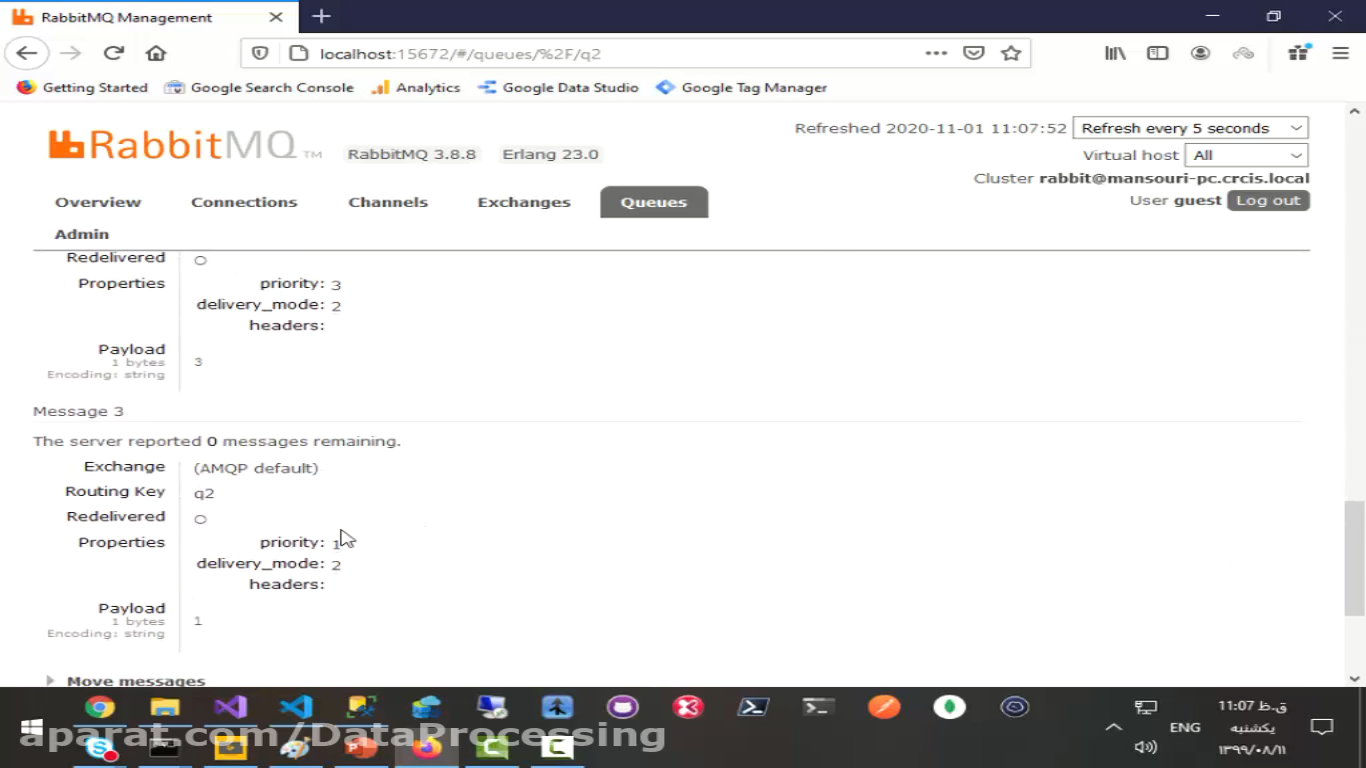 RabbitMQ Management
localhost:15672/#/queues/%2F/q2
Getting Started Google Search Console Analytics Google Data Studio Google Tag Manager
RabbitMQ TM RabbitMQ 3.8.8 Erlang 23.0
Refreshed 2020-11-01 11:07:52 Refresh every 5 seconds
Virtual host All
Cluster rabbit@mansouri-pc.crcis.local
User guest Log out
Overview Connections Channels Exchanges Queues
Admin
Redelivered ○
Properties priority: 3
delivery_mode: 2
headers:
Payload
1 bytes
Encoding: string
3
Message 3
The server reported 0 messages remaining.
Exchange (AMQP default)
Routing Key q2
Redelivered ○
Properties priority: 1
delivery_mode: 2
headers:
Payload
1 bytes
Encoding: string
1
Move messages
ENG
11:07 ق.ظ
یکشنبه
۱۳۹۹/۰۸/۱۱
aparat.com/DataProcessing